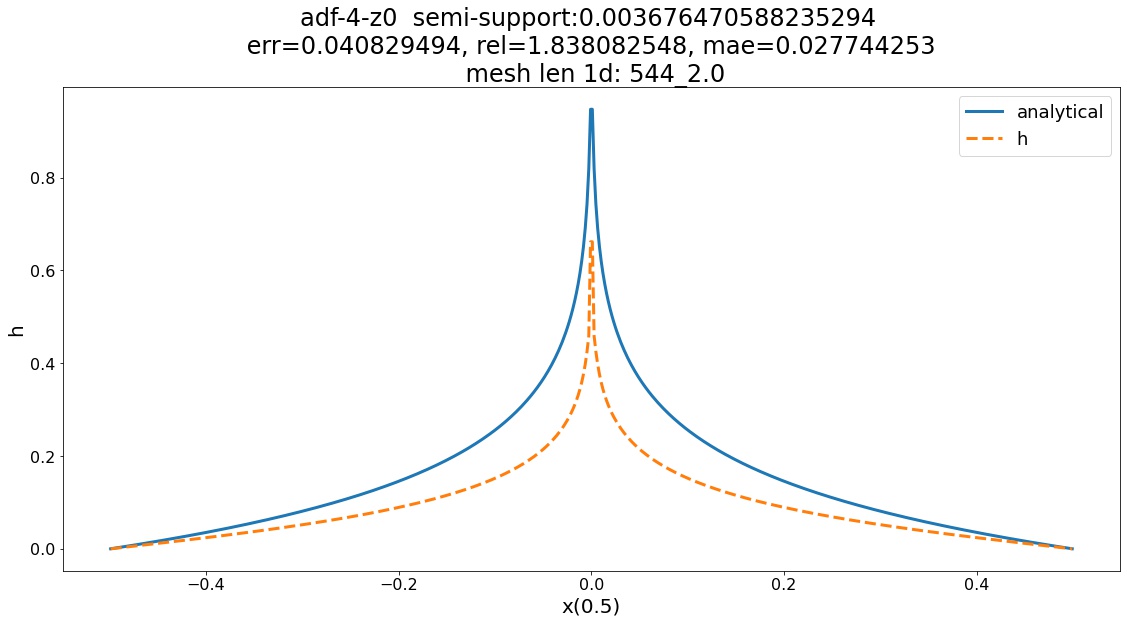 adf-4-z0  semi-support:0.003676470588235294
err=0.040829494, rel=1.838082548, mae=0.027744253
mesh len 1d: 544_2.0
analytical
h
0.8
0.6
0.4
0.2
0.0
h
−0.4
−0.2
0.0
0.2
0.4
x(0.5)